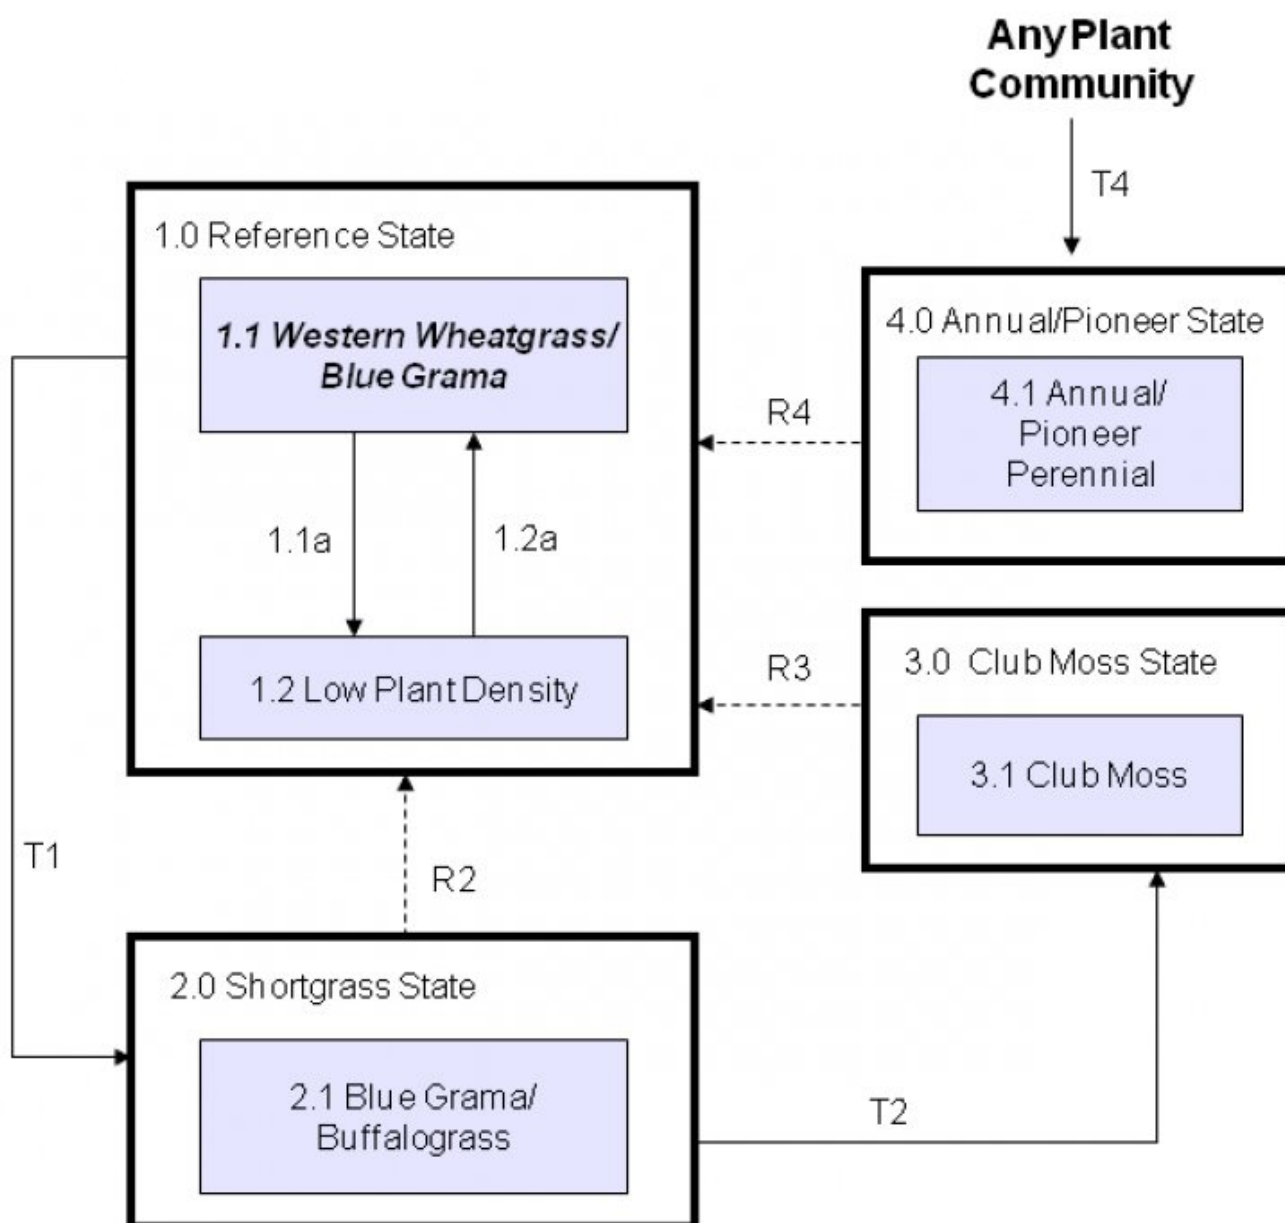 Any Plant
Community
T4
1.0 Reference State
1.1 Western Wheatgrass/
Blue Grama
1.1a
1.2a
1.2 Low Plant Density
4.0 Annual/Pioneer State
4.1 Annual/
Pioneer
Perennial
R4
R3
3.0 Club Moss State
3.1 Club Moss
T1
R2
2.0 Shortgrass State
2.1 Blue Grama/
Buffalograss
T2